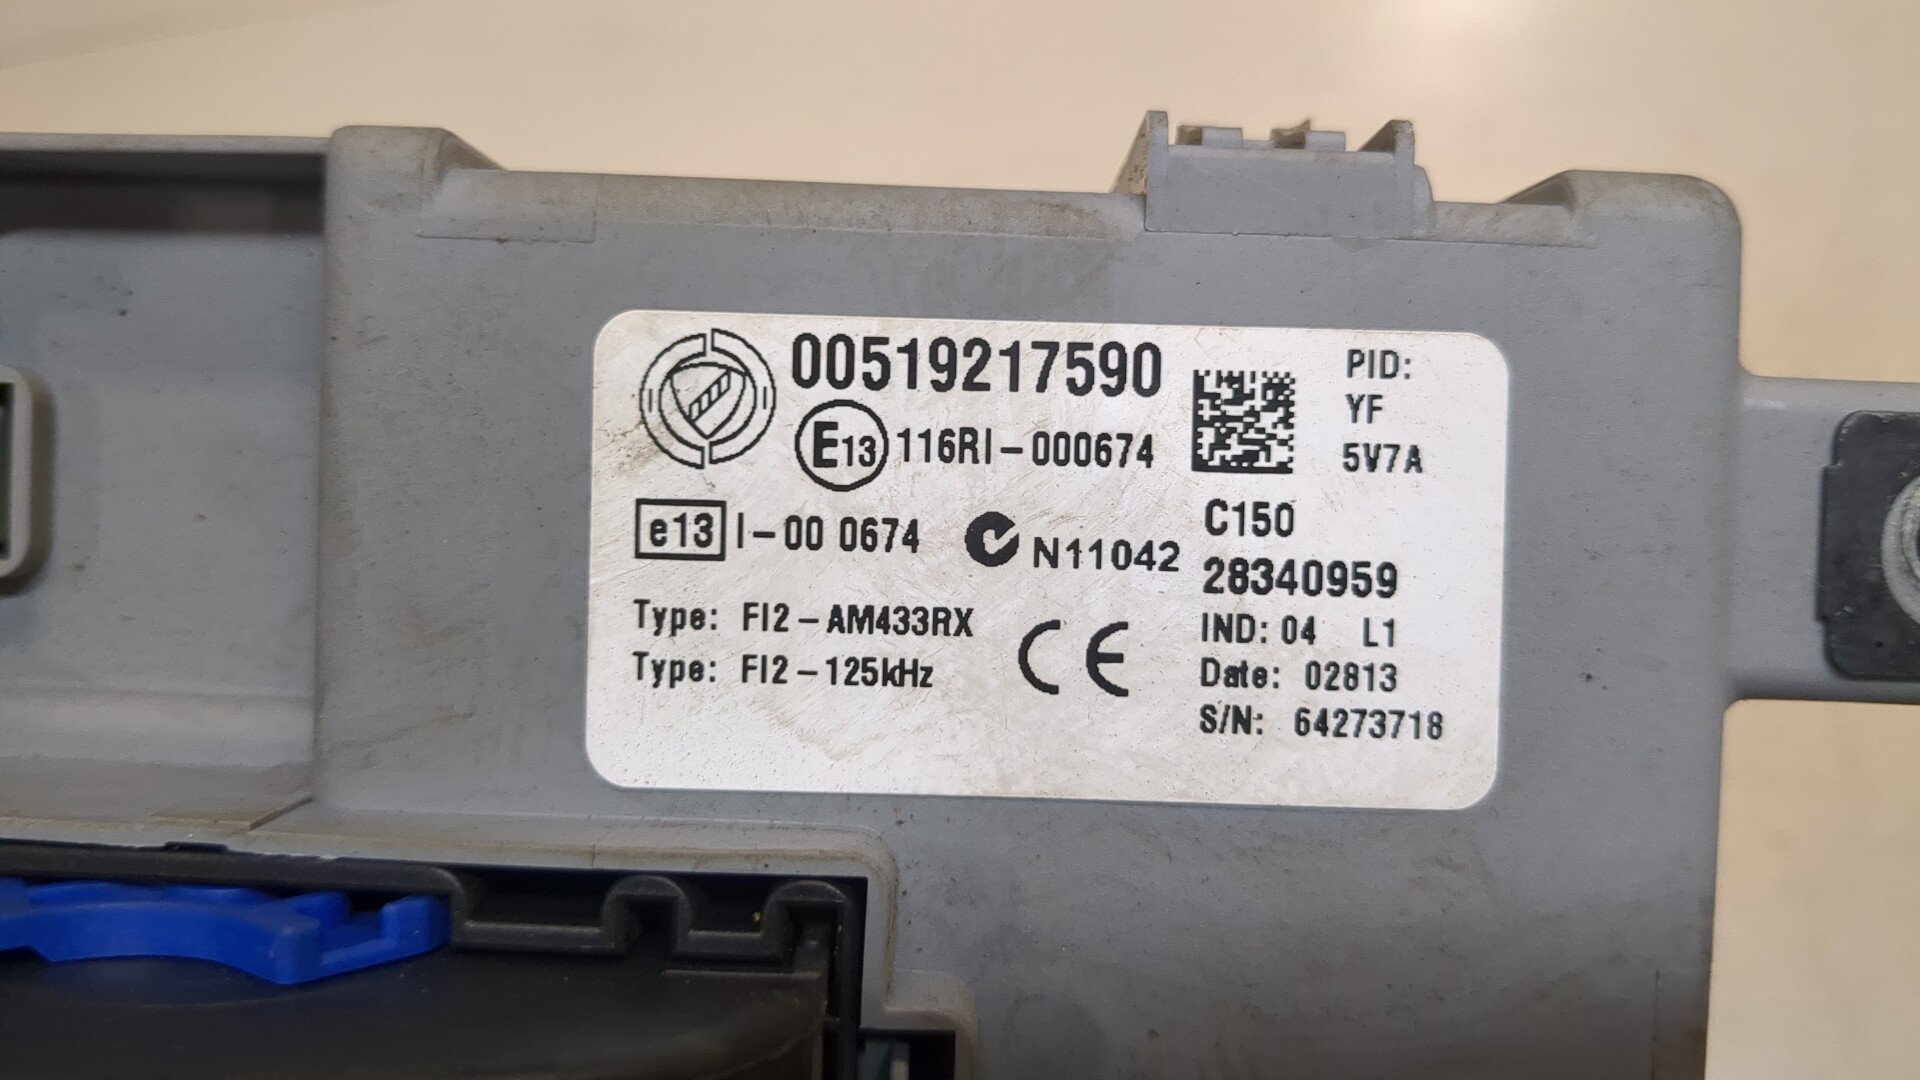 00519217590
E13 116RI-000674
e13 I-00 0674 N11042
Type: FI2-AM433RX
Type: FI2-125kHz
CE
PID:
YF
5V7A
C150
28340959
IND: 04 L1
Date: 02813
S/N: 64273718